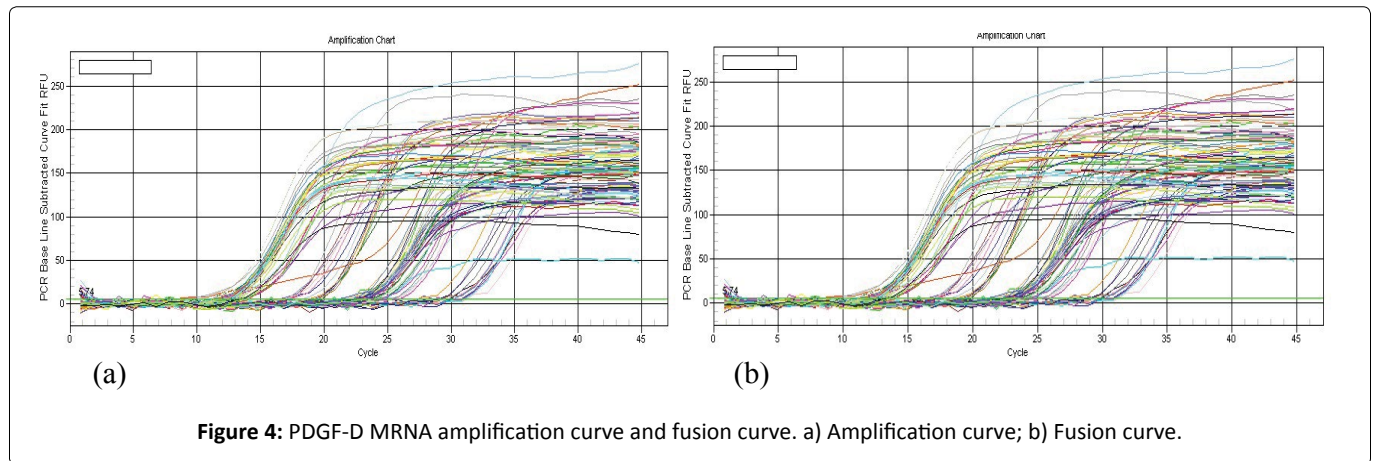 Amplification Chart
PCR Base Line Subtracted Curve Fit RFU
250
200
150
100
50
0
5.74
0 5 10 15 20 25 30 35 40 45
Cycle
(a)
Amplification Chart
PCR Base Line Subtracted Curve Fit RFU
250
200
150
100
50
0
5.74
0 5 10 15 20 25 30 35 40 45
Cycle
(b)
Figure 4: PDGF-D MRNA amplification curve and fusion curve. a) Amplification curve; b) Fusion curve.